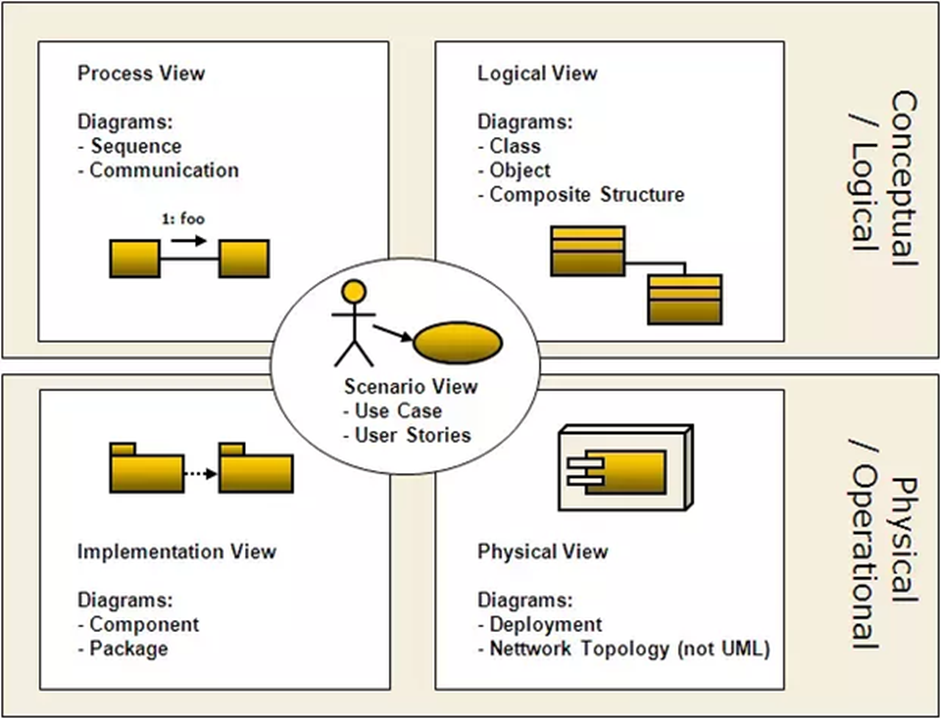 Process View
Diagrams:
- Sequence
- Communication
1: foo
Logical View
Diagrams:
- Class
- Object
- Composite Structure
Conceptual
/ Logical
Scenario View
- Use Case
- User Stories
Implementation View
Diagrams:
- Component
- Package
Physical View
Diagrams:
- Deployment
- Nettwork Topology (not UML)
Physical
/ Operational